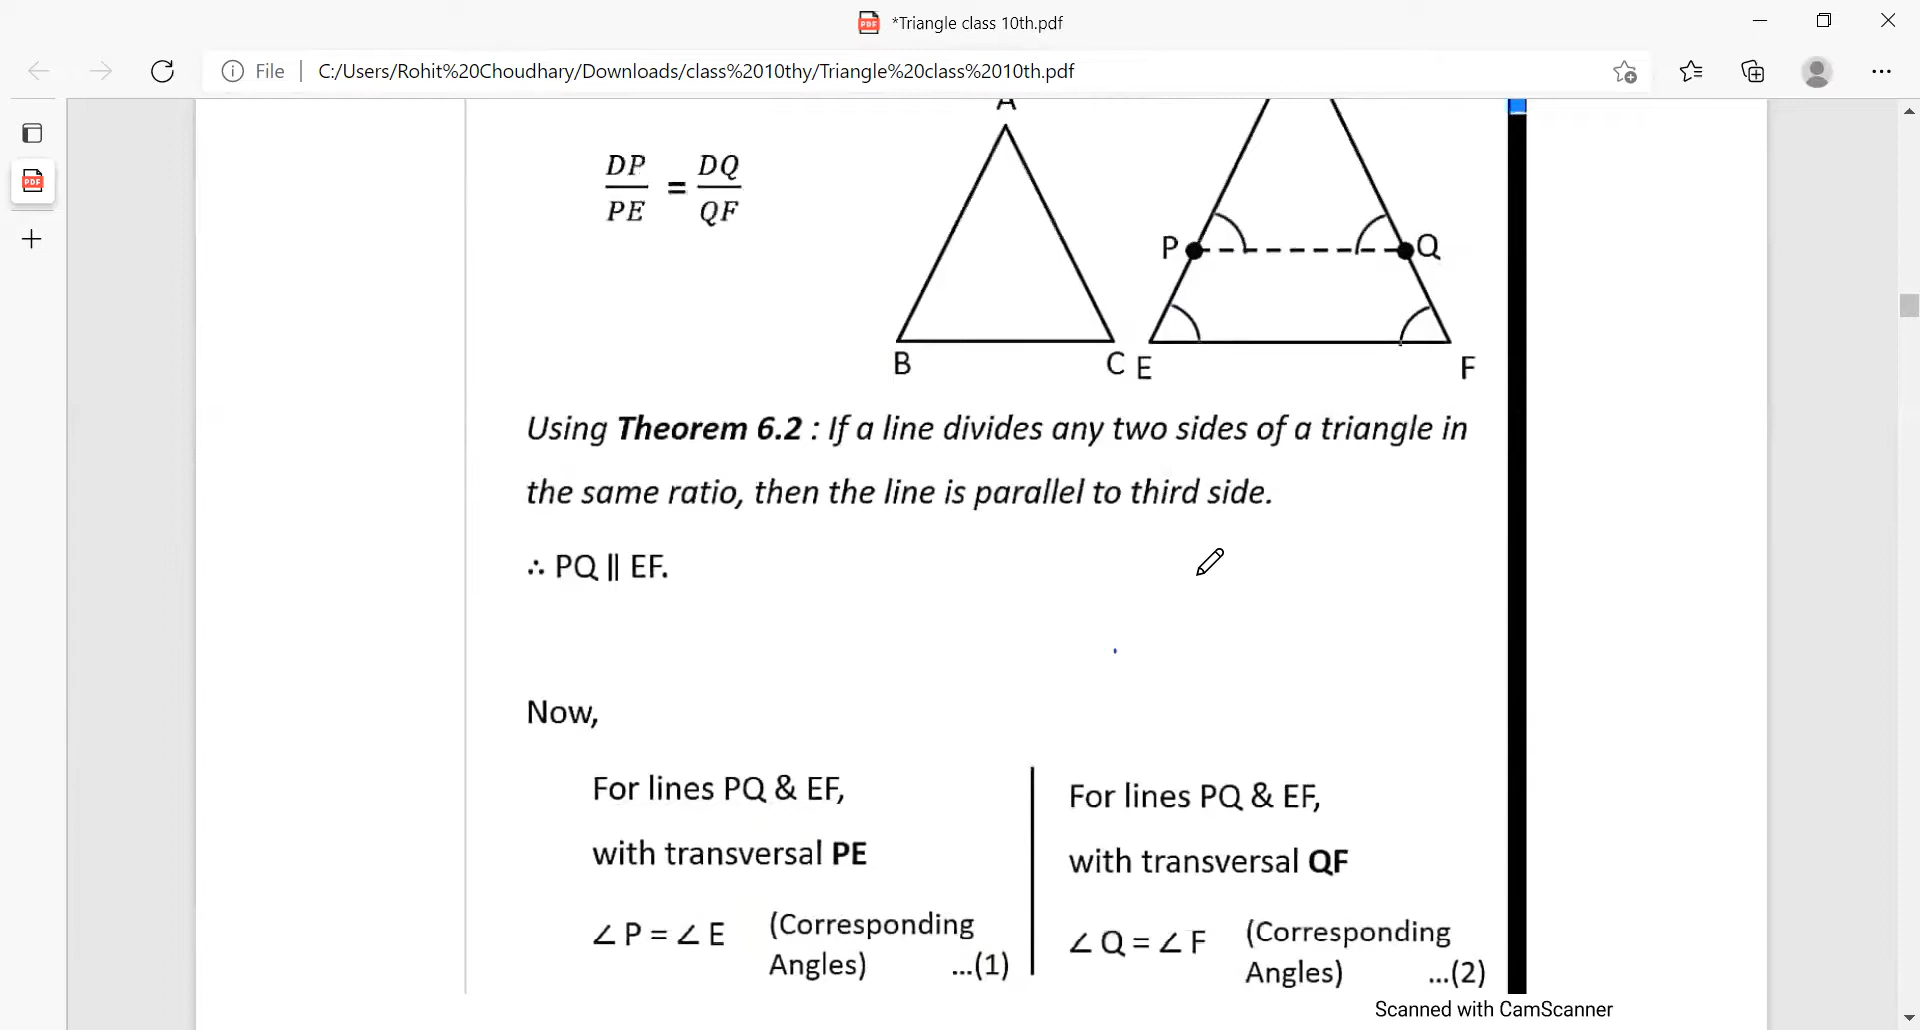 *Triangle class 10th.pdf
File | C:/Users/Rohit%20Choudhary/Downloads/class%2010thy/Triangle%20class%2010th.pdf
A
DP/PE = DQ/QF
P Q
B C E F
Using Theorem 6.2 : If a line divides any two sides of a triangle in
the same ratio, then the line is parallel to third side.
∴ PQ ∥ EF.
Now,
For lines PQ & EF,
with transversal PE
∠ P = ∠ E (Corresponding
Angles) ...(1)
For lines PQ & EF,
with transversal QF
∠ Q = ∠ F (Corresponding
Angles) ...(2)
Scanned with CamScanner